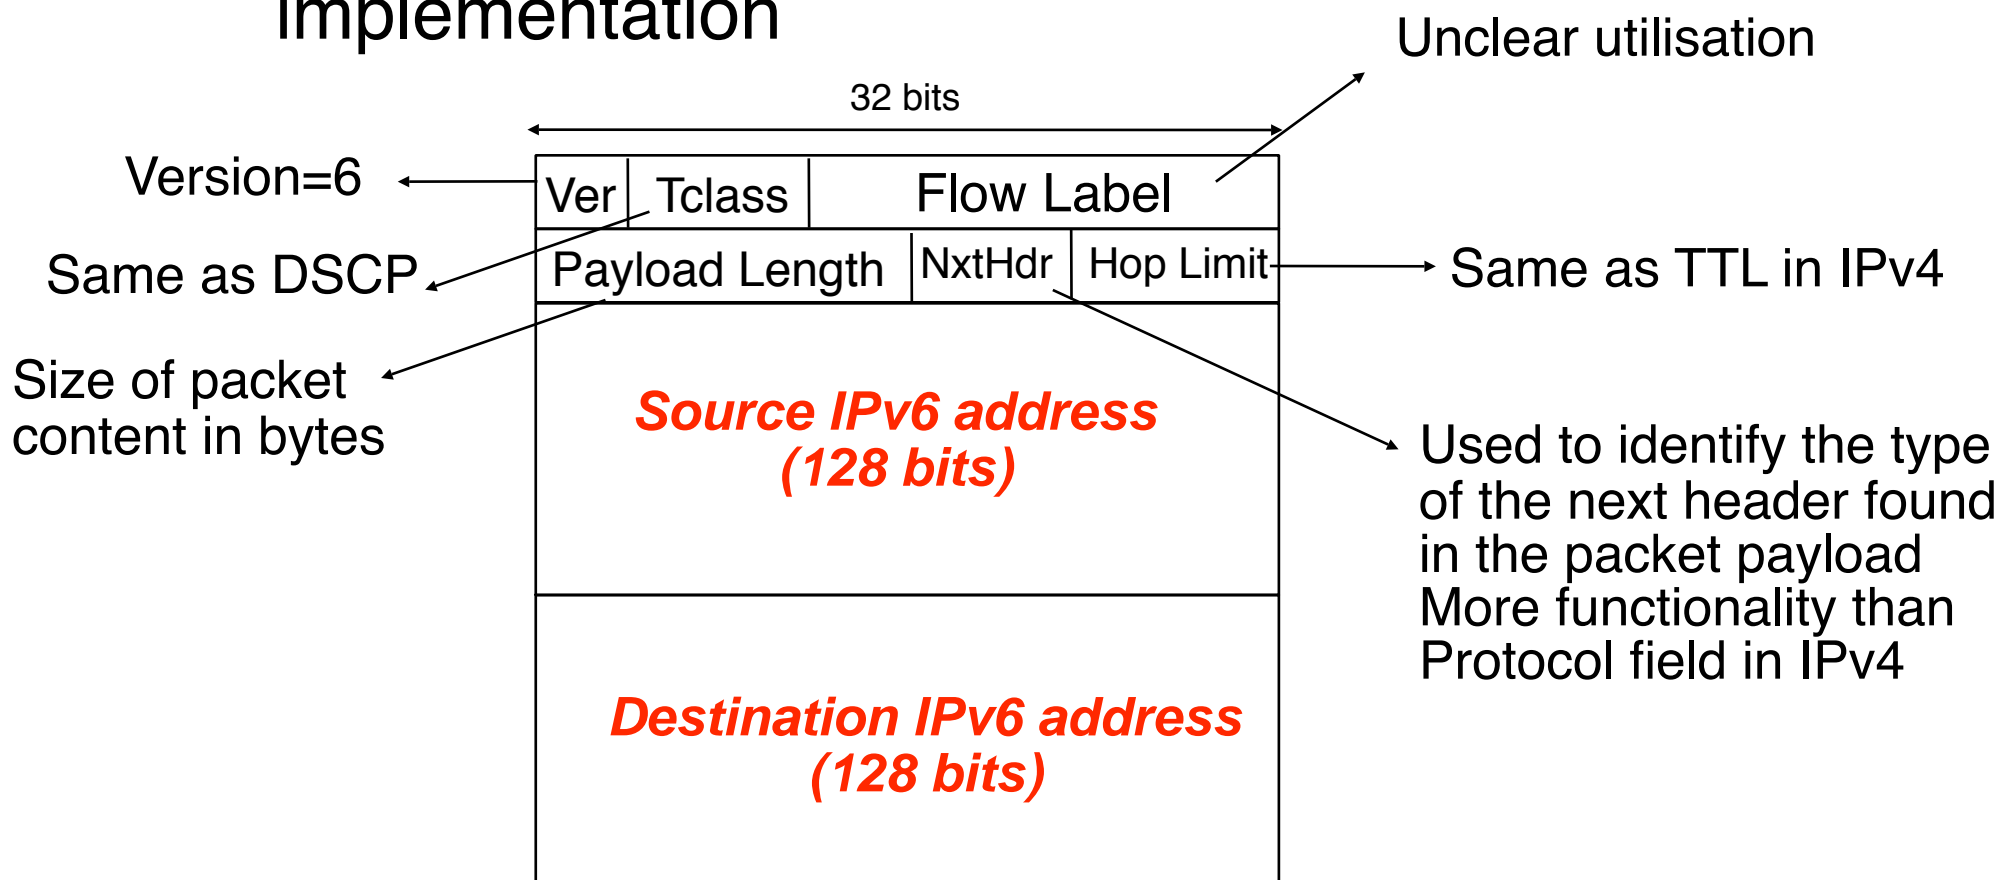 implementation
Unclear utilisation
32 bits
Version=6
Ver Tclass Flow Label
Same as DSCP
Payload Length NxtHdr Hop Limit
Same as TTL in IPv4
Size of packet
content in bytes
Source IPv6 address
(128 bits)
Used to identify the type
of the next header found
in the packet payload
More functionality than
Protocol field in IPv4
Destination IPv6 address
(128 bits)